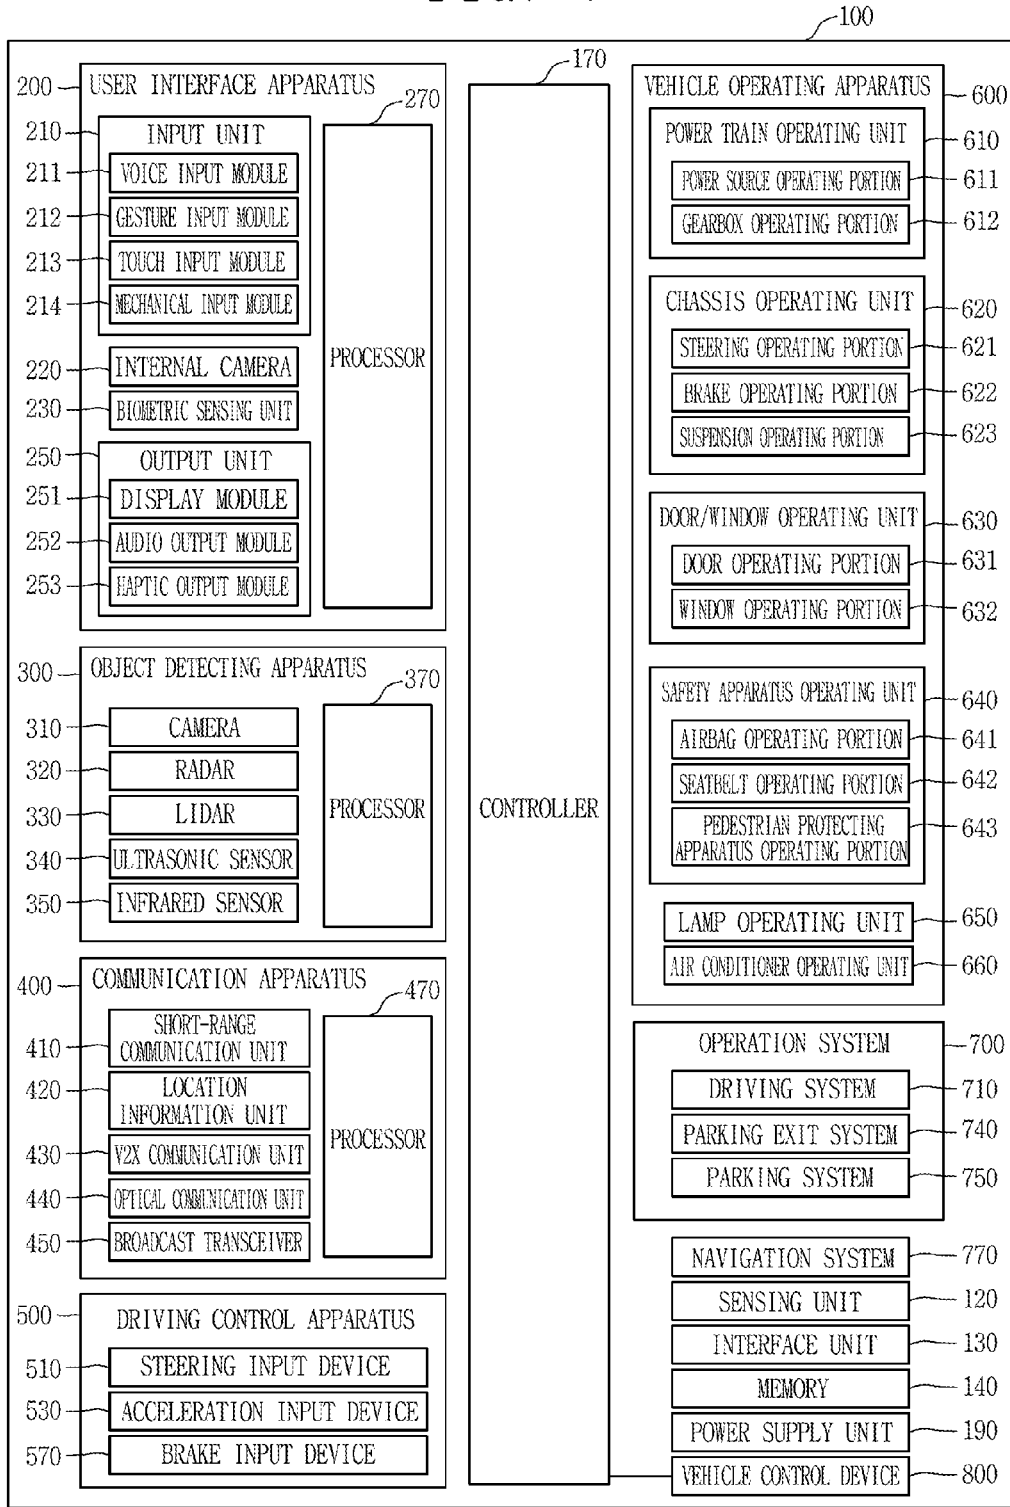 100
200
USER INTERFACE APPARATUS
270
210
INPUT UNIT
211
VOICE INPUT MODULE
212
GESTURE INPUT MODULE
213
TOUCH INPUT MODULE
214
MECHANICAL INPUT MODULE
PROCESSOR
220
INTERNAL CAMERA
230
BIOMETRIC SENSING UNIT
250
OUTPUT UNIT
251
DISPLAY MODULE
252
AUDIO OUTPUT MODULE
253
HAPTIC OUTPUT MODULE
300
OBJECT DETECTING APPARATUS
370
310
CAMERA
320
RADAR
330
LIDAR
PROCESSOR
340
ULTRASONIC SENSOR
350
INFRARED SENSOR
400
COMMUNICATION APPARATUS
470
410
SHORT-RANGE
COMMUNICATION UNIT
420
LOCATION
INFORMATION UNIT
PROCESSOR
430
V2X COMMUNICATION UNIT
440
OPTICAL COMMUNICATION UNIT
450
BROADCAST TRANSCEIVER
500
DRIVING CONTROL APPARATUS
510
STEERING INPUT DEVICE
530
ACCELERATION INPUT DEVICE
570
BRAKE INPUT DEVICE
170
CONTROLLER
VEHICLE OPERATING APPARATUS
600
POWER TRAIN OPERATING UNIT
610
POWER SOURCE OPERATING PORTION
611
GEARBOX OPERATING PORTION
612
CHASSIS OPERATING UNIT
620
STEERING OPERATING PORTION
621
BRAKE OPERATING PORTION
622
SUSPENSION OPERATING PORTION
623
DOOR/WINDOW OPERATING UNIT
630
DOOR OPERATING PORTION
631
WINDOW OPERATING PORTION
632
SAFETY APPARATUS OPERATING UNIT
640
AIRBAG OPERATING PORTION
641
SEATBELT OPERATING PORTION
642
PEDESTRIAN PROTECTING
APPARATUS OPERATING PORTION
643
LAMP OPERATING UNIT
650
AIR CONDITIONER OPERATING UNIT
660
OPERATION SYSTEM
700
DRIVING SYSTEM
710
PARKING EXIT SYSTEM
740
PARKING SYSTEM
750
NAVIGATION SYSTEM
770
SENSING UNIT
120
INTERFACE UNIT
130
MEMORY
140
POWER SUPPLY UNIT
190
VEHICLE CONTROL DEVICE
800